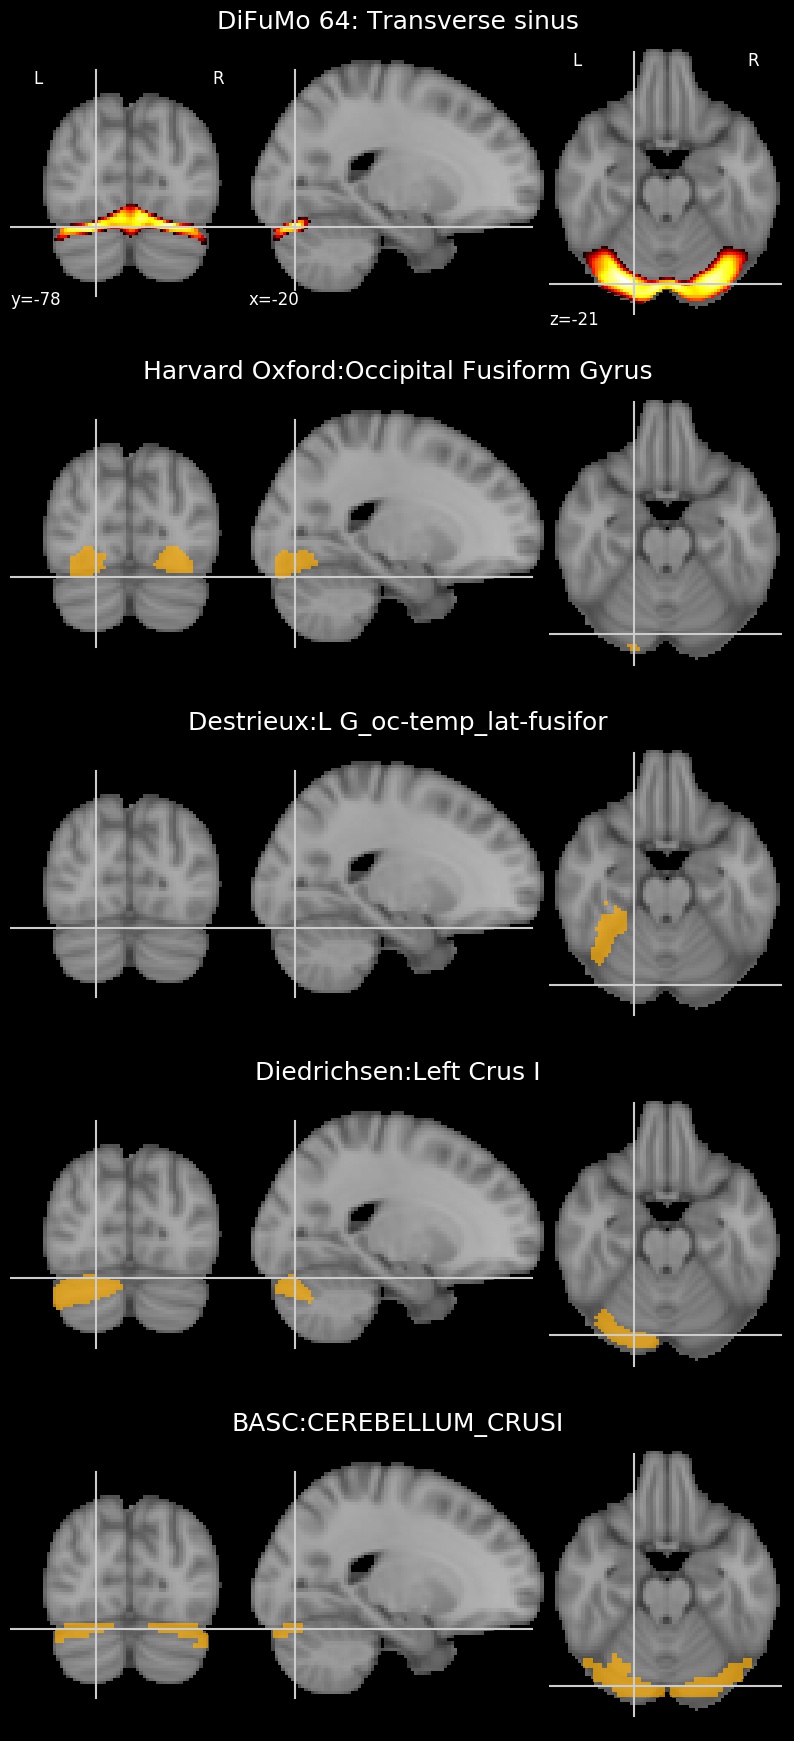 DiFuMo 64: Transverse sinus
L R L R
y=-78 x=-20 z=-21
Harvard Oxford:Occipital Fusiform Gyrus
Destrieux:L G_oc-temp_lat-fusifor
Diedrichsen:Left Crus I
BASC:CEREBELLUM_CRUSI